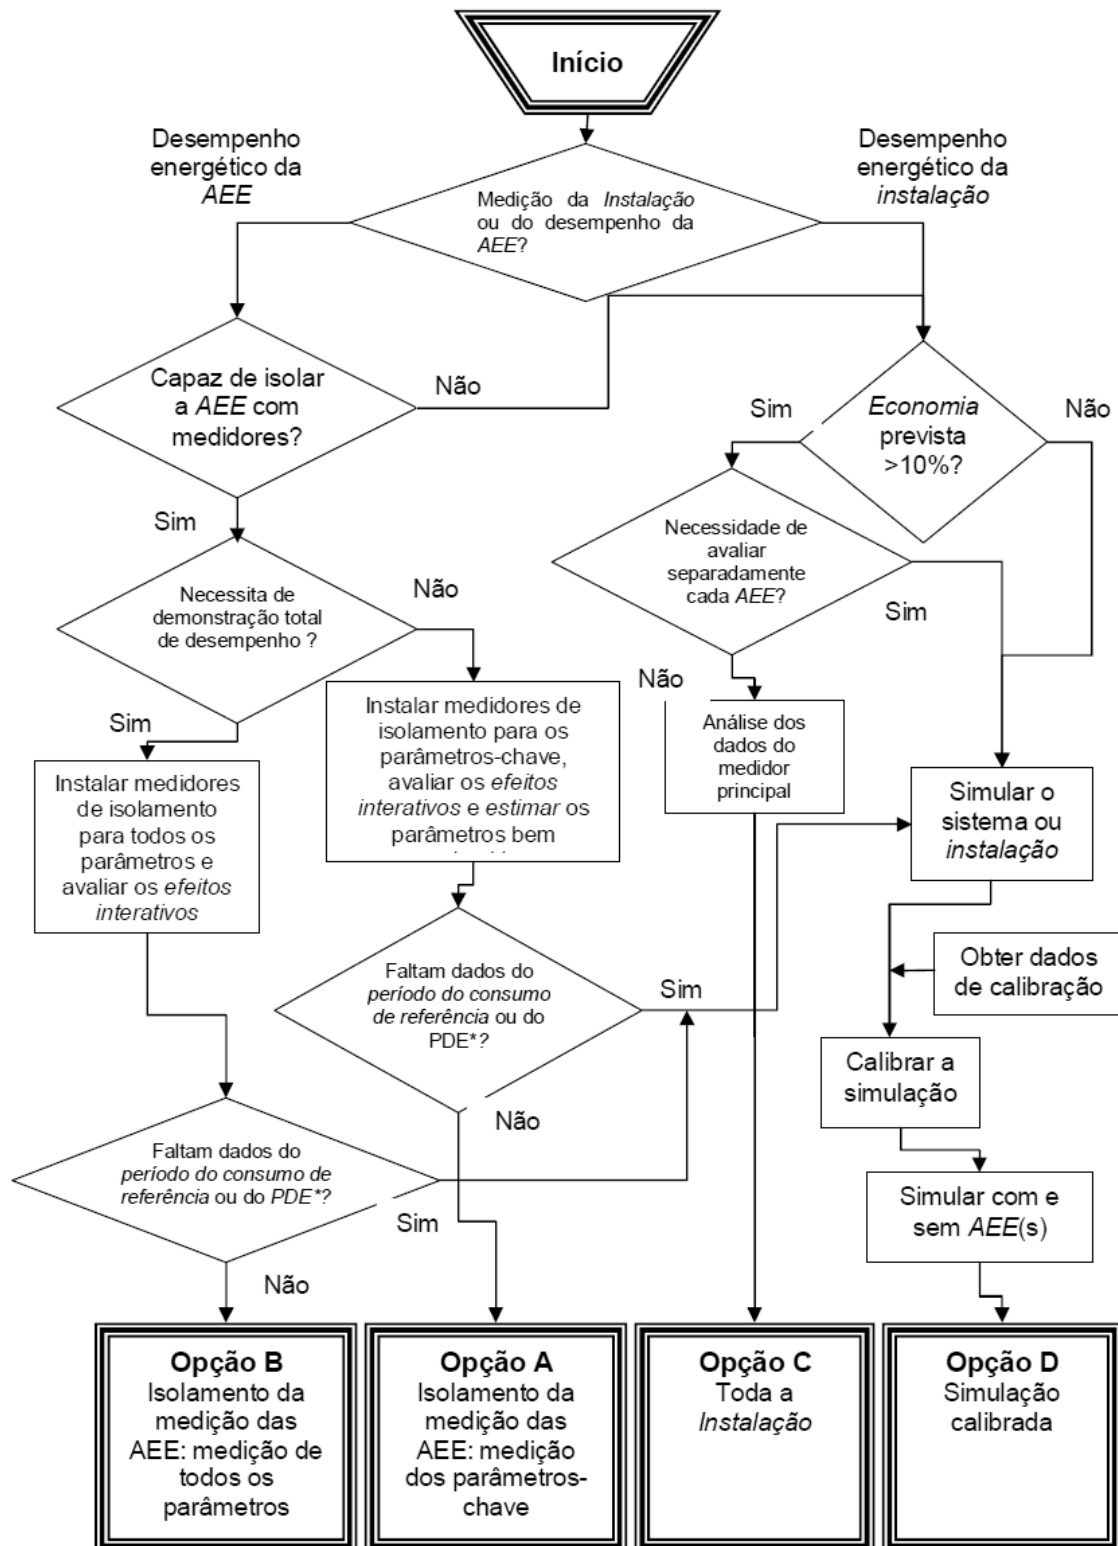 Início
Desempenho
energético da
AEE
Desempenho
energético da
instalação
Medição da Instalação
ou do desempenho da
AEE?
Capaz de isolar
a AEE com
medidores?
Não
Sim
Economia
prevista
>10%?
Não
Sim
Necessidade de
avaliar
separadamente
cada AEE?
Sim
Necessita de
demonstração total
de desempenho ?
Não
Não
Sim
Instalar medidores de
isolamento para os
parâmetros-chave,
avaliar os efeitos
interativos e estimar os
parâmetros bem
Análise dos
dados do
medidor
principal
Instalar medidores
de isolamento
para todos os
parâmetros e
avaliar os efeitos
interativos
Simular o
sistema ou
instalação
Faltam dados do
período do consumo
de referência ou do
PDE*?
Sim
Obter dados
de calibração
Calibrar a
simulação
Não
Faltam dados do
período do consumo de
referência ou do PDE*?
Sim
Simular com e
sem AEE(s)
Não
Opção B
Isolamento da
medição das
AEE: medição de
todos os
parâmetros
Opção A
Isolamento da
medição das
AEE: medição
dos parâmetros-
chave
Opção C
Toda a
Instalação
Opção D
Simulação
calibrada